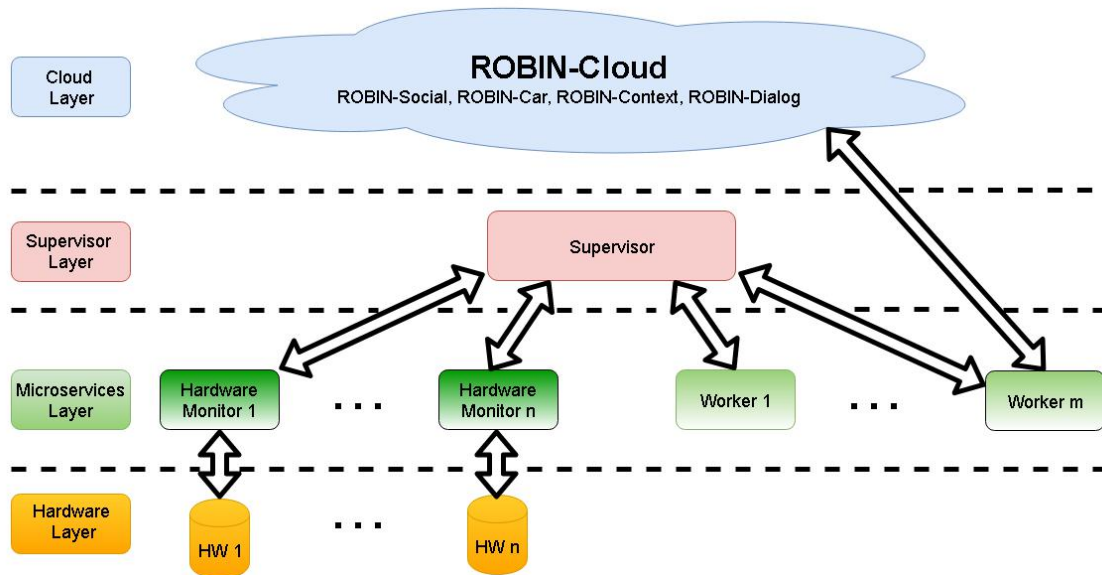 Cloud
Layer
ROBIN-Cloud
ROBIN-Social, ROBIN-Car, ROBIN-Context, ROBIN-Dialog
Supervisor
Layer
Supervisor
Microservices
Layer
Hardware
Monitor 1
. . .
Hardware
Monitor n
Worker 1
. . .
Worker m
Hardware
Layer
HW 1
. . .
HW n